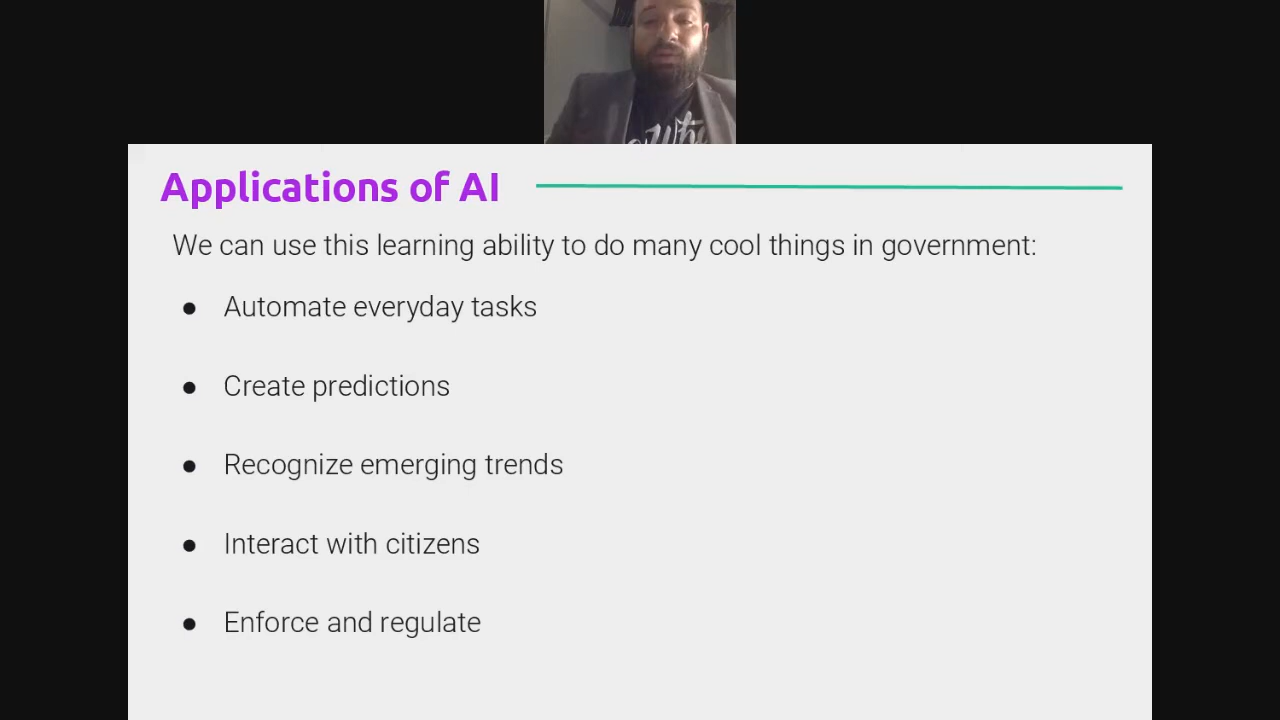 Applications of AI
We can use this learning ability to do many cool things in government:
● Automate everyday tasks
● Create predictions
● Recognize emerging trends
● Interact with citizens
● Enforce and regulate